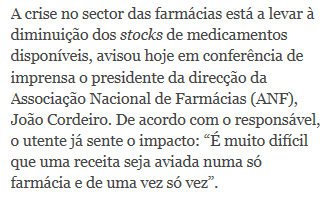 A crise no sector das farmácias está a levar à
diminuição dos stocks de medicamentos
disponíveis, avisou hoje em conferência de
imprensa o presidente da direcção da
Associação Nacional de Farmácias (ANF),
João Cordeiro. De acordo com o responsável,
o utente já sente o impacto: “É muito difícil
que uma receita seja aviada numa só
farmácia e de uma vez só vez”.